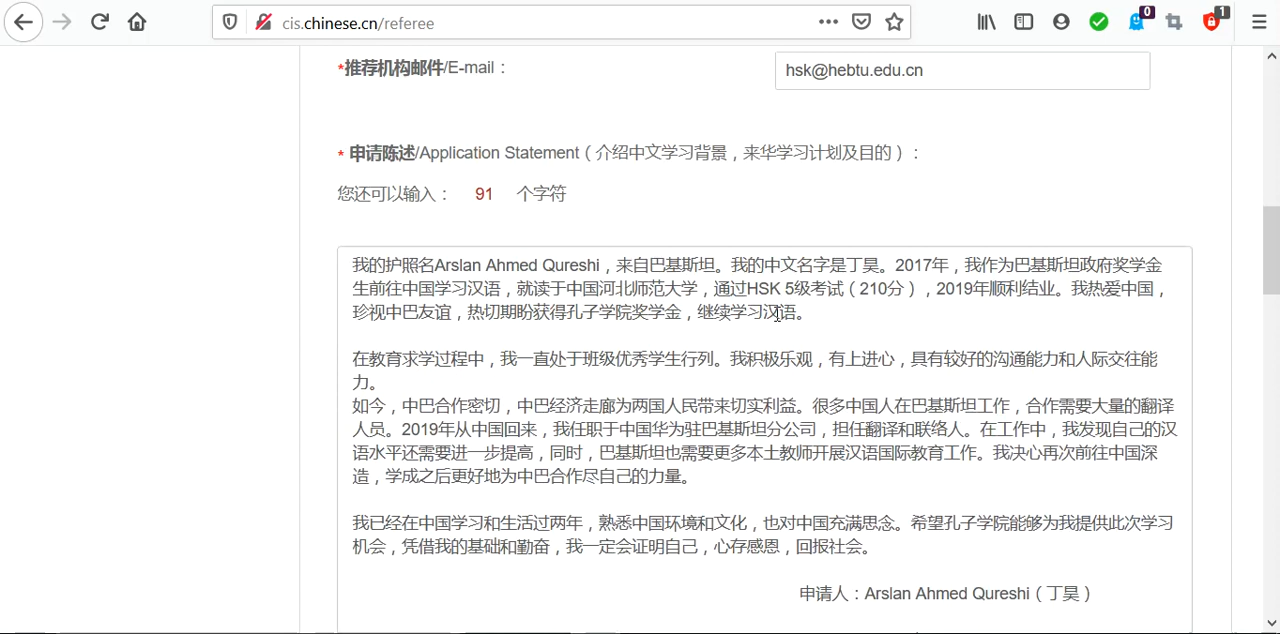 cis.chinese.cn/referee
0
1
*推荐机构邮件/E-mail：
hsk@hebtu.edu.cn
* 申请陈述/Application Statement（介绍中文学习背景，来华学习计划及目的）：
您还可以输入： 91 个字符
我的护照名Arslan Ahmed Qureshi，来自巴基斯坦。我的中文名字是丁昊。2017年，我作为巴基斯坦政府奖学金
生前往中国学习汉语，就读于中国河北师范大学，通过HSK 5级考试（210分），2019年顺利结业。我热爱中国，
珍视中巴友谊，热切期盼获得孔子学院奖学金，继续学习汉语。
在教育求学过程中，我一直处于班级优秀学生行列。我积极乐观，有上进心，具有较好的沟通能力和人际交往能
力。
如今，中巴合作密切，中巴经济走廊为两国人民带来切实利益。很多中国人在巴基斯坦工作，合作需要大量的翻译
人员。2019年从中国回来，我任职于中国华为驻巴基斯坦分公司，担任翻译和联络人。在工作中，我发现自己的汉
语水平还需要进一步提高，同时，巴基斯坦也需要更多本土教师开展汉语国际教育工作。我决心再次前往中国深
造，学成之后更好地为中巴合作尽自己的力量。
我已经在中国学习和生活过两年，熟悉中国环境和文化，也对中国充满思念。希望孔子学院能够为我提供此次学习
机会，凭借我的基础和勤奋，我一定会证明自己，心存感恩，回报社会。
申请人：Arslan Ahmed Qureshi（丁昊）